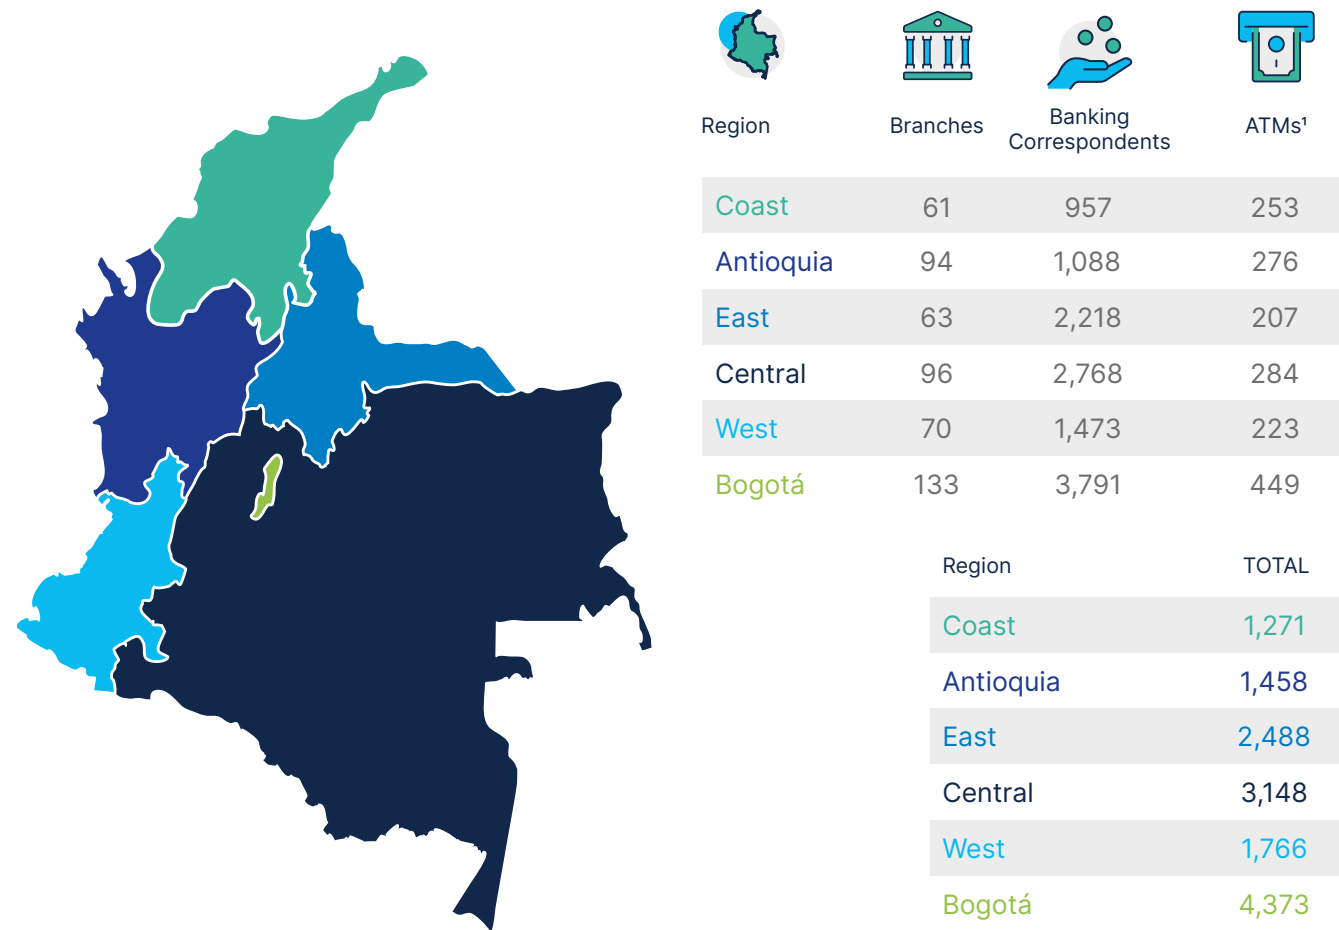 Region Branches Banking Correspondents ATMs¹
Coast 61 957 253
Antioquia 94 1,088 276
East 63 2,218 207
Central 96 2,768 284
West 70 1,473 223
Bogotá 133 3,791 449
Region TOTAL
Coast 1,271
Antioquia 1,458
East 2,488
Central 3,148
West 1,766
Bogotá 4,373